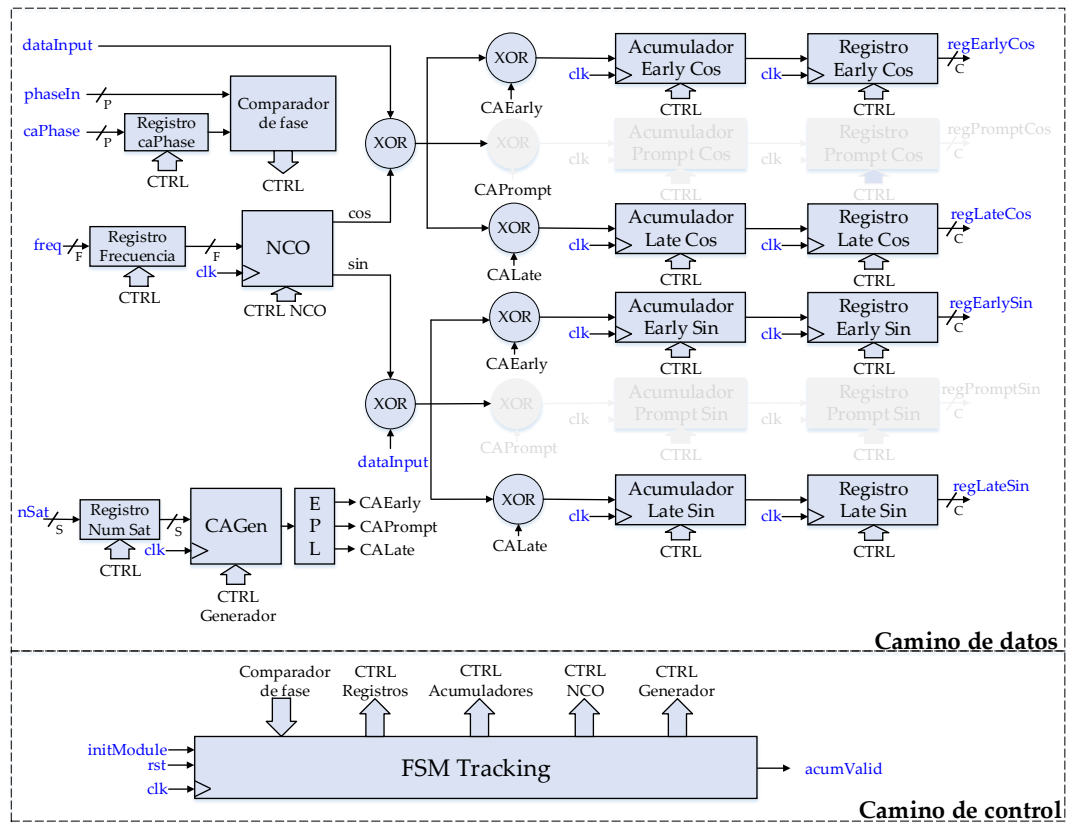 dataInput
phaseIn
P
caPhase
P
Registro
caPhase
CTRL
Comparador
de fase
CTRL
freq
F
Registro
Frecuencia
CTRL
F
clk
NCO
CTRL NCO
cos
sin
XOR
XOR
dataInput
nSat
S
Registro
Num Sat
CTRL
S
clk
CAGen
CTRL
Generador
E
P
L
CAEarly
CAPrompt
CALate
XOR
CAEarly
clk
Acumulador
Early Cos
CTRL
clk
Registro
Early Cos
CTRL
regEarlyCos
C
XOR
CAPrompt
clk
Acumulador
Prompt Cos
CTRL
clk
Registro
Prompt Cos
CTRL
regPromptCos
C
XOR
CALate
clk
Acumulador
Late Cos
CTRL
clk
Registro
Late Cos
CTRL
regLateCos
C
XOR
CAEarly
clk
Acumulador
Early Sin
CTRL
clk
Registro
Early Sin
CTRL
regEarlySin
C
XOR
CAPrompt
clk
Acumulador
Prompt Sin
CTRL
clk
Registro
Prompt Sin
CTRL
regPromptSin
C
XOR
CALate
clk
Acumulador
Late Sin
CTRL
clk
Registro
Late Sin
CTRL
regLateSin
C
Camino de datos
Comparador
de fase
CTRL
Registros
CTRL
Acumuladores
CTRL
NCO
CTRL
Generador
initModule
rst
clk
FSM Tracking
acumValid
Camino de control